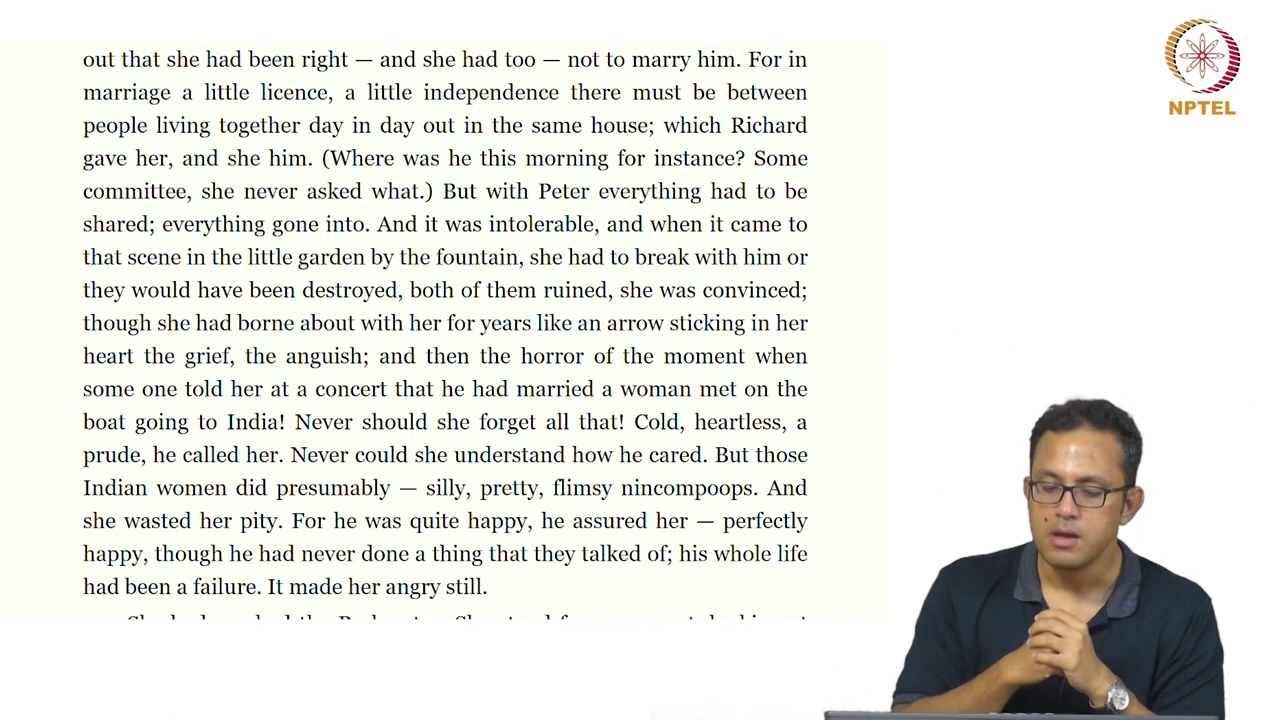 out that she had been right — and she had too — not to marry him. For in
marriage a little licence, a little independence there must be between
people living together day in day out in the same house; which Richard
gave her, and she him. (Where was he this morning for instance? Some
committee, she never asked what.) But with Peter everything had to be
shared; everything gone into. And it was intolerable, and when it came to
that scene in the little garden by the fountain, she had to break with him or
they would have been destroyed, both of them ruined, she was convinced;
though she had borne about with her for years like an arrow sticking in her
heart the grief, the anguish; and then the horror of the moment when
some one told her at a concert that he had married a woman met on the
boat going to India! Never should she forget all that! Cold, heartless, a
prude, he called her. Never could she understand how he cared. But those
Indian women did presumably — silly, pretty, flimsy nincompoops. And
she wasted her pity. For he was quite happy, he assured her — perfectly
happy, though he had never done a thing that they talked of; his whole life
had been a failure. It made her angry still.
NPTEL